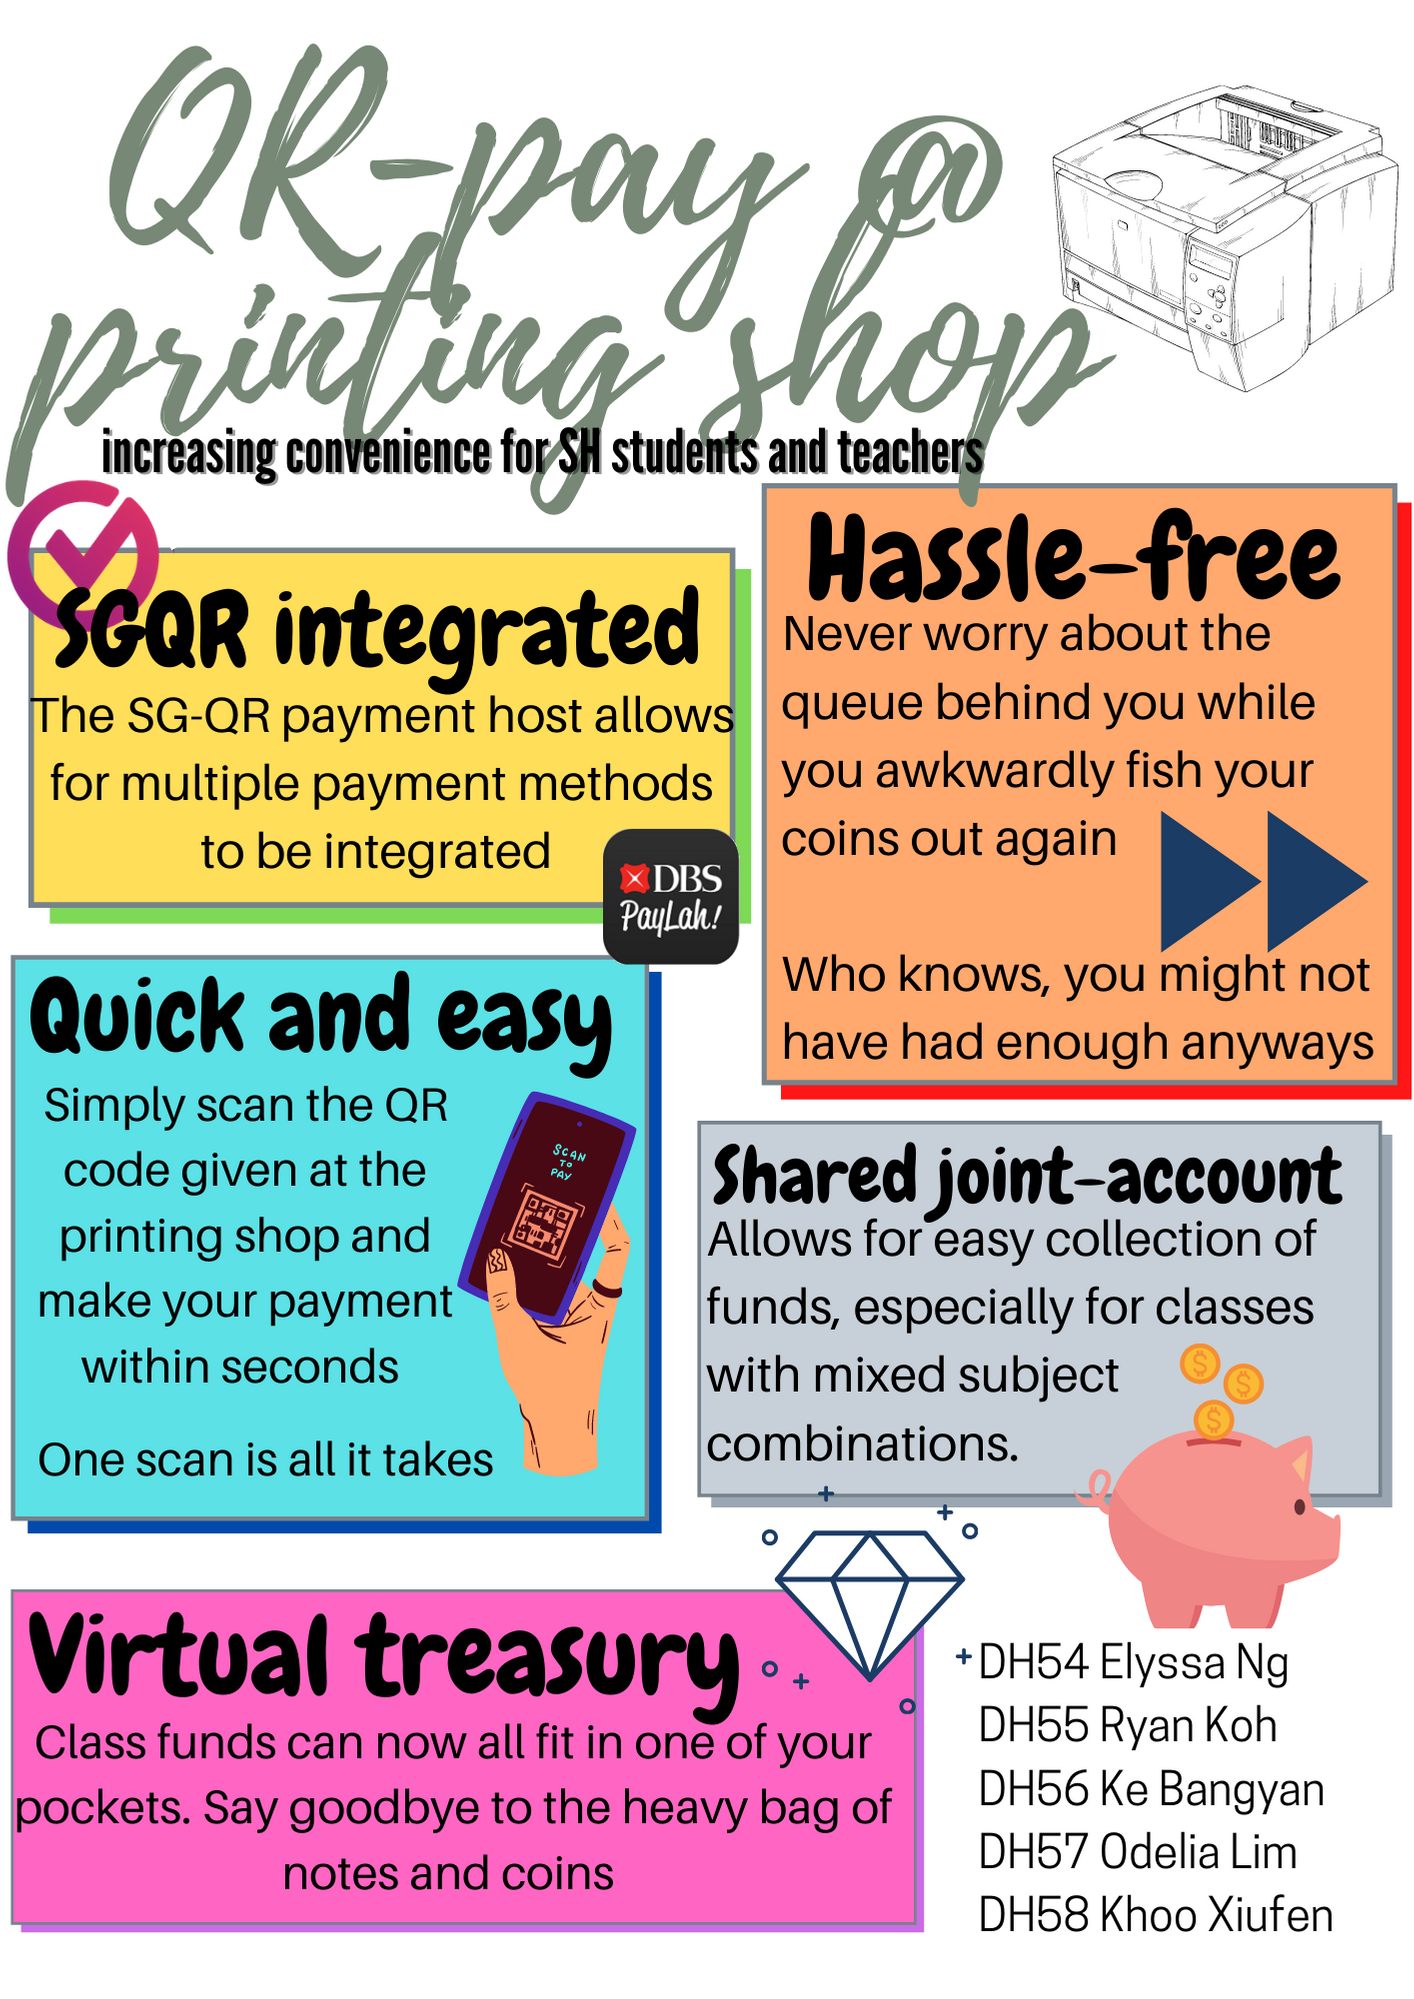 QR-pay @
printing shop
increasing convenience for SH students and teachers
SGQR integrated
The SG-QR payment host allows
for multiple payment methods
to be integrated
DBS
PayLah!
Hassle-free
Never worry about the
queue behind you while
you awkwardly fish your
coins out again
Who knows, you might not
have had enough anyways
Quick and easy
Simply scan the QR
code given at the
printing shop and
make your payment
within seconds
One scan is all it takes
SCAN
TO
PAY
Shared joint-account
Allows for easy collection of
funds, especially for classes
with mixed subject
combinations.
$
$
$
Virtual treasury
Class funds can now all fit in one of your
pockets. Say goodbye to the heavy bag of
notes and coins
DH54 Elyssa Ng
DH55 Ryan Koh
DH56 Ke Bangyan
DH57 Odelia Lim
DH58 Khoo Xiufen